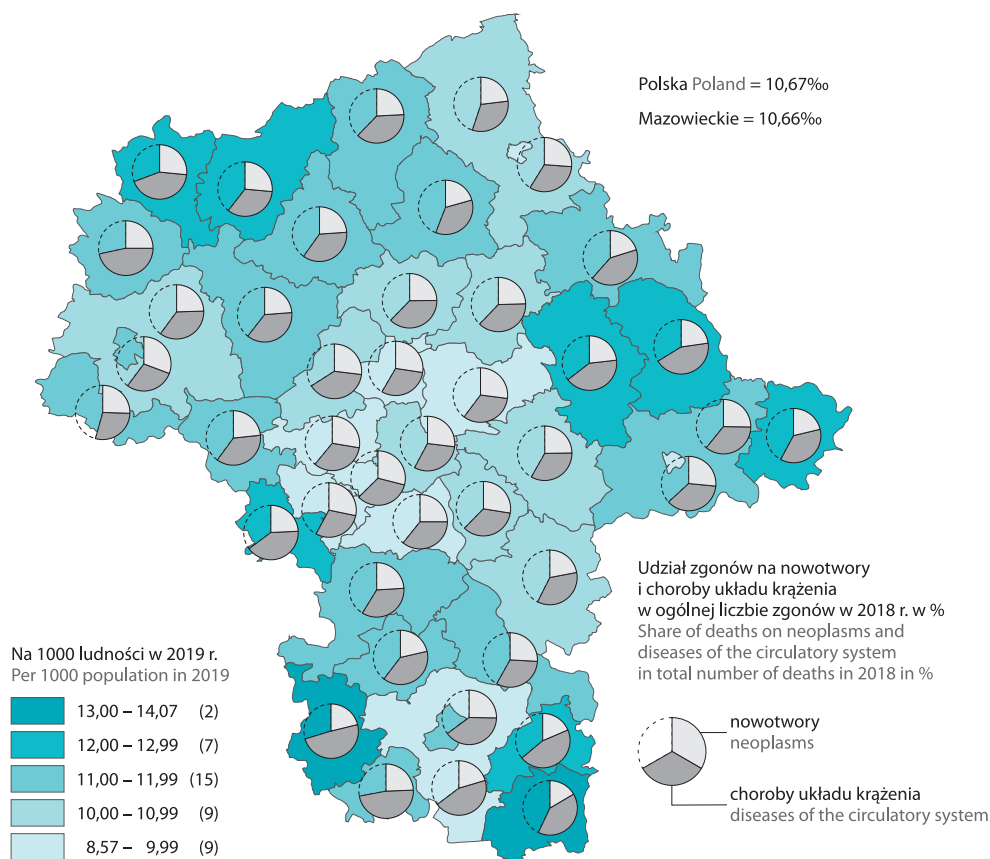 Polska Poland = 10,67‰
Mazowieckie = 10,66‰
Udział zgonów na nowotwory
i choroby układu krążenia
w ogólnej liczbie zgonów w 2018 r. w %
Share of deaths on neoplasms and
diseases of the circulatory system
in total number of deaths in 2018 in %
nowotwory
neoplasms
choroby układu krążenia
diseases of the circulatory system
Na 1000 ludności w 2019 r.
Per 1000 population in 2019
13,00 – 14,07 (2)
12,00 – 12,99 (7)
11,00 – 11,99 (15)
10,00 – 10,99 (9)
8,57 – 9,99 (9)